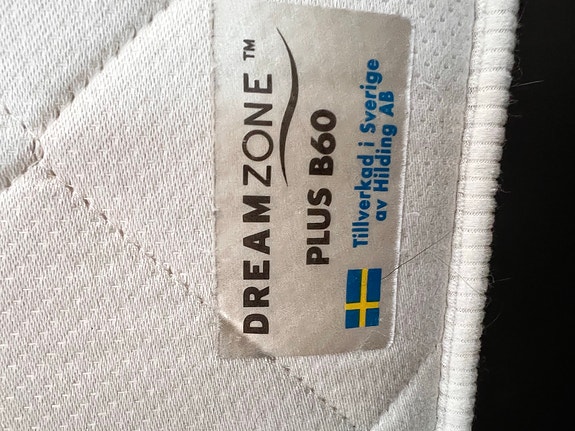 DREAMZONE™
PLUS B60
Tillverkad i Sverige
av Hilding AB